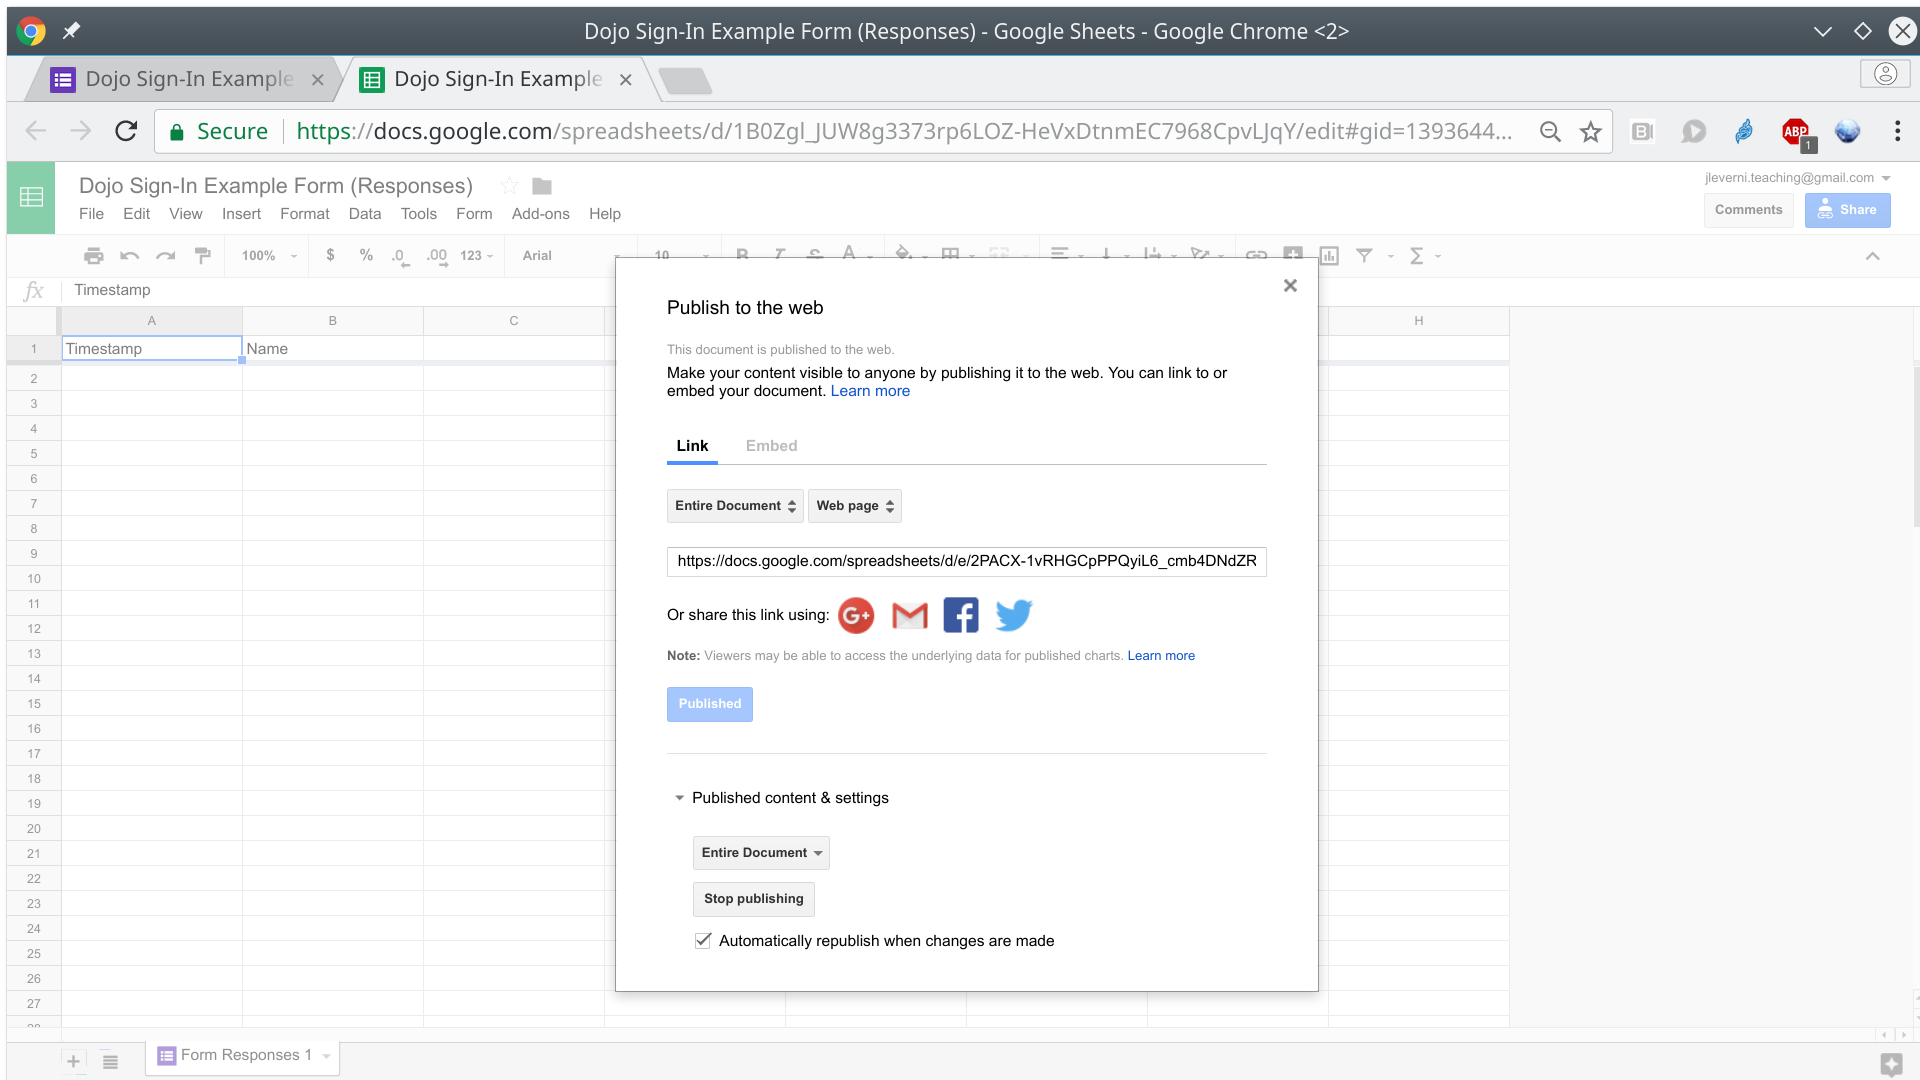 Dojo Sign-In Example Form (Responses) - Google Sheets - Google Chrome <2>
Dojo Sign-In Example
Dojo Sign-In Example
Secure
https://docs.google.com/spreadsheets/d/1B0Zgl_JUW8g3373rp6LOZ-HeVxDtnmEC7968CpvLJqY/edit#gid=1393644...
ABP
1
Dojo Sign-In Example Form (Responses)
jleverni.teaching@gmail.com
File Edit View Insert Format Data Tools Form Add-ons Help
Comments
Share
100% $ % .0 .00 123 Arial 10
fx Timestamp
A B C H
1 Timestamp Name
2
3
4
5
6
7
8
9
10
11
12
13
14
15
16
17
18
19
20
21
22
23
24
25
26
27
28
Publish to the web
This document is published to the web.
Make your content visible to anyone by publishing it to the web. You can link to or
embed your document. Learn more
Link Embed
Entire Document Web page
https://docs.google.com/spreadsheets/d/e/2PACX-1vRHGCpPPQyiL6_cmb4DNdZR
Or share this link using: G+
Note: Viewers may be able to access the underlying data for published charts. Learn more
Published
Published content & settings
Entire Document
Stop publishing
Automatically republish when changes are made
Form Responses 1